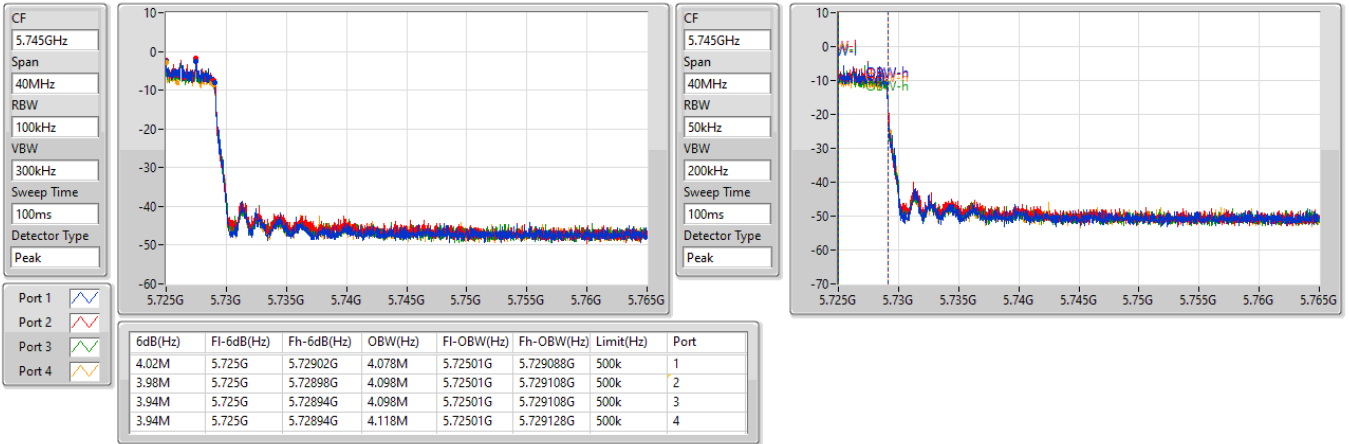 CF
5.745GHz
Span
40MHz
RBW
100kHz
VBW
300kHz
Sweep Time
100ms
Detector Type
Peak
Port 1
Port 2
Port 3
Port 4
10
0
-10
-20
-30
-40
-50
-60
5.725G 5.73G 5.735G 5.74G 5.745G 5.75G 5.755G 5.76G 5.765G
CF
5.745GHz
Span
40MHz
RBW
50kHz
VBW
200kHz
Sweep Time
100ms
Detector Type
Peak
10
0
-10
-20
-30
-40
-50
-60
-70
5.725G 5.73G 5.735G 5.74G 5.745G 5.75G 5.755G 5.76G 5.765G
6dB(Hz) Fl-6dB(Hz) Fh-6dB(Hz) OBW(Hz) Fl-OBW(Hz) Fh-OBW(Hz) Limit(Hz) Port
4.02M 5.725G 5.72902G 4.078M 5.72501G 5.729088G 500k 1
3.98M 5.725G 5.72898G 4.098M 5.72501G 5.729108G 500k 2
3.94M 5.725G 5.72894G 4.098M 5.72501G 5.729108G 500k 3
3.94M 5.725G 5.72894G 4.118M 5.72501G 5.729128G 500k 4